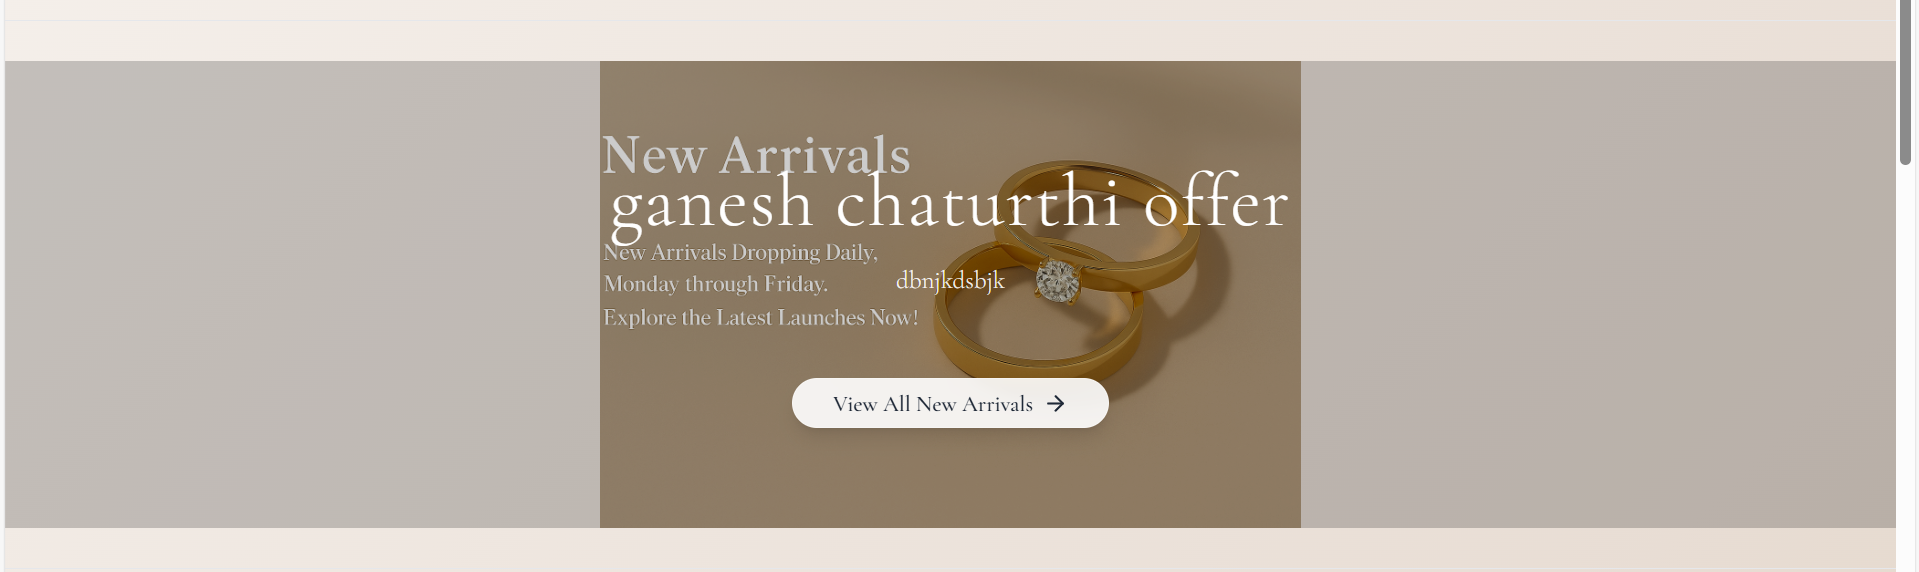 New Arrivals
ganesh chaturthi offer
New Arrivals Dropping Daily,
Monday through Friday.
dbnjkdsbjk
Explore the Latest Launches Now!
View All New Arrivals